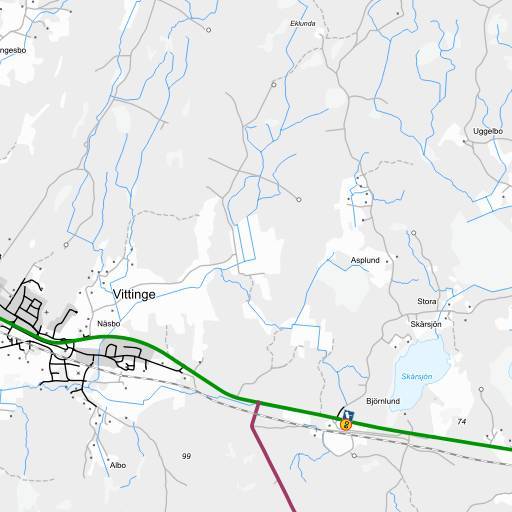 Eklunda
ngesbo
Uggelbo
Asplund
Vittinge
Stora
Näsbo
Skärsjön
Skärsjön
Björnlund
74
99
Albo